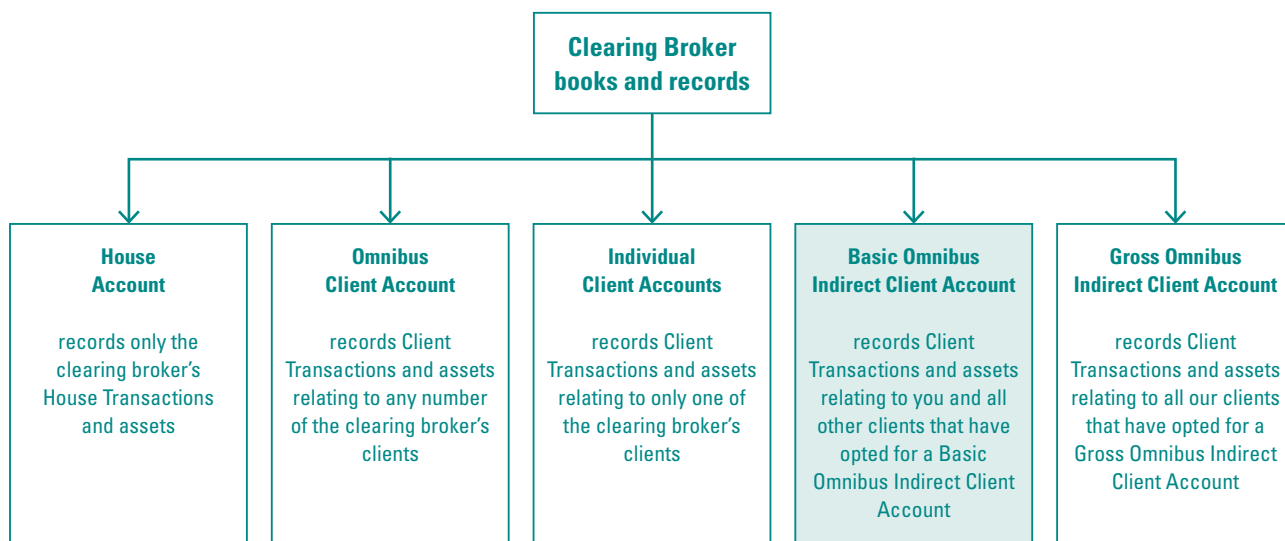 Clearing Broker
books and records
House
Account
records only the
clearing broker’s
House Transactions
and assets
Omnibus
Client Account
records Client
Transactions and assets
relating to any number
of the clearing broker’s
clients
Individual
Client Accounts
records Client
Transactions and assets
relating to only one of
the clearing broker’s
clients
Basic Omnibus
Indirect Client Account
records Client
Transactions and assets
relating to you and all
other clients that have
opted for a Basic
Omnibus Indirect Client
Account
Gross Omnibus
Indirect Client Account
records Client
Transactions and assets
relating to all our clients
that have opted for a
Gross Omnibus Indirect
Client Account